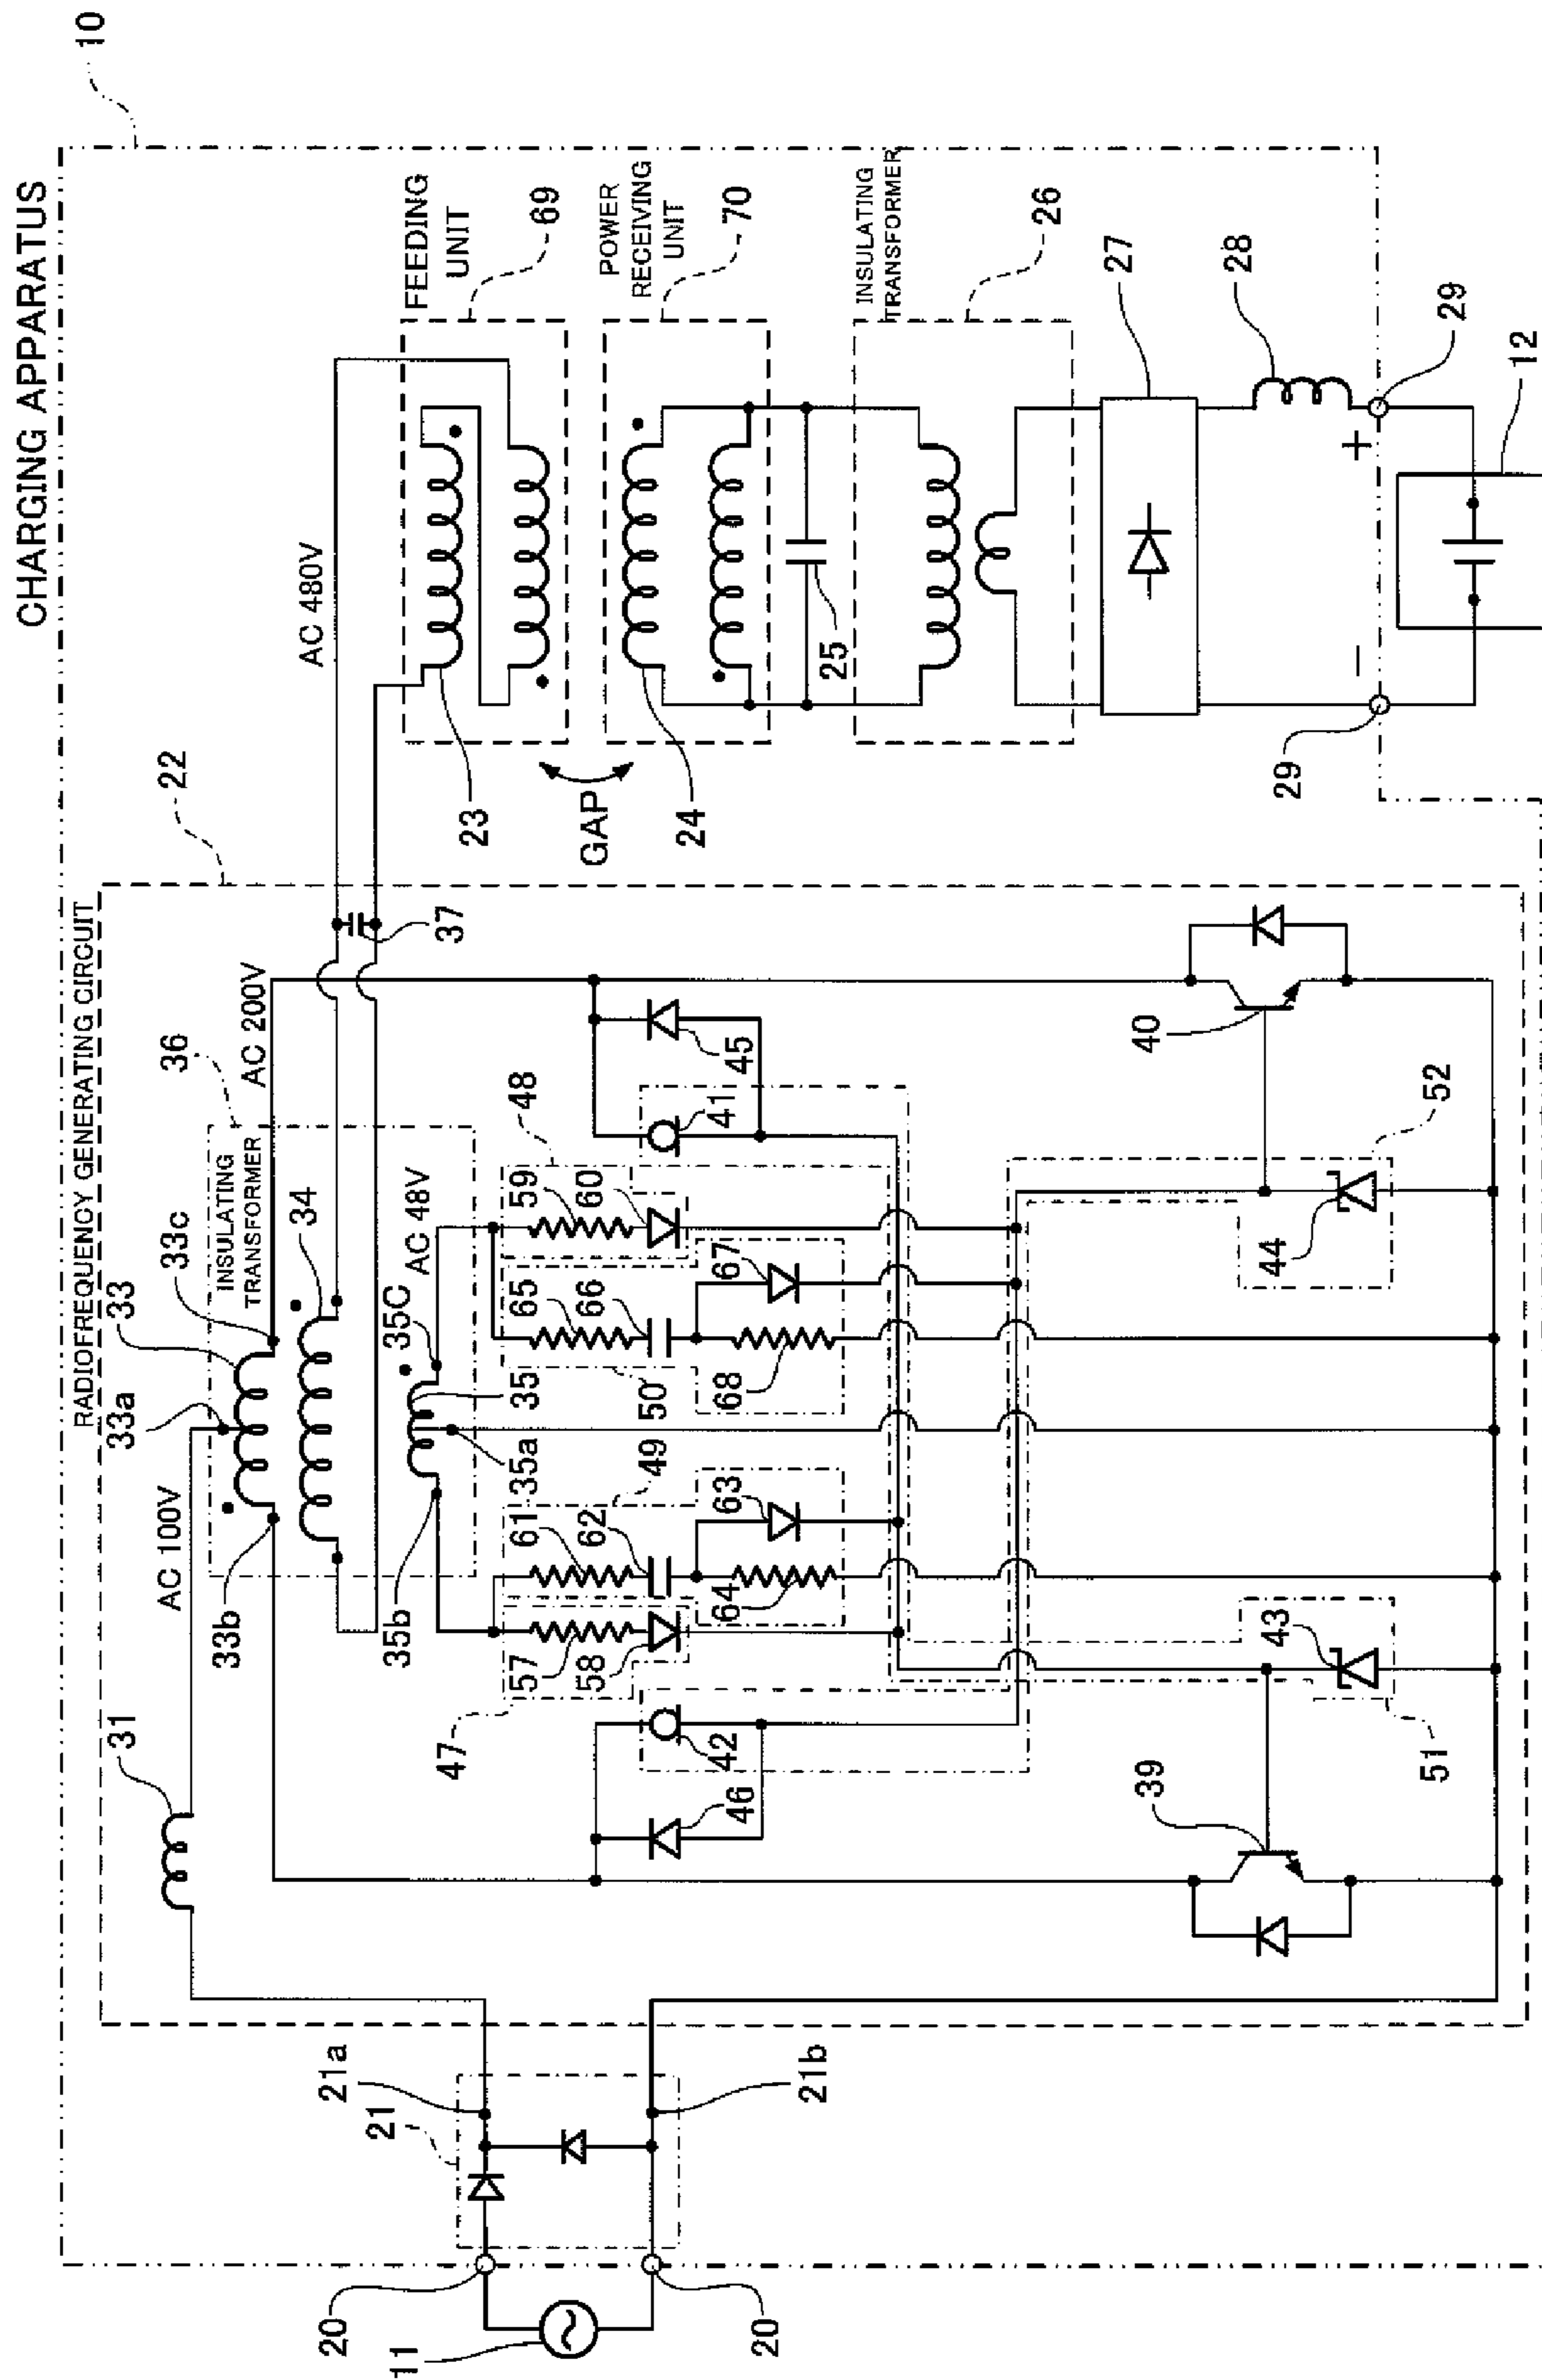 CHARGING APPARATUS
10
RADIOFREQUENCY GENERATING CIRCUIT
22
AC 480V
FEEDING
UNIT
69
23
GAP
POWER
RECEIVING
UNIT
70
24
25
INSULATING
TRANSFORMER
26
27
28
29
29
+
−
12
37
AC 200V
36
INSULATING
TRANSFORMER
33
33a
33c
33b
34
AC 100V
31
AC 48V
35C
35
35a
35b
48
59
60
65
66
67
68
50
49
61
62
63
64
57
58
47
41
45
42
46
40
52
44
43
51
39
21a
21
21b
20
20
11